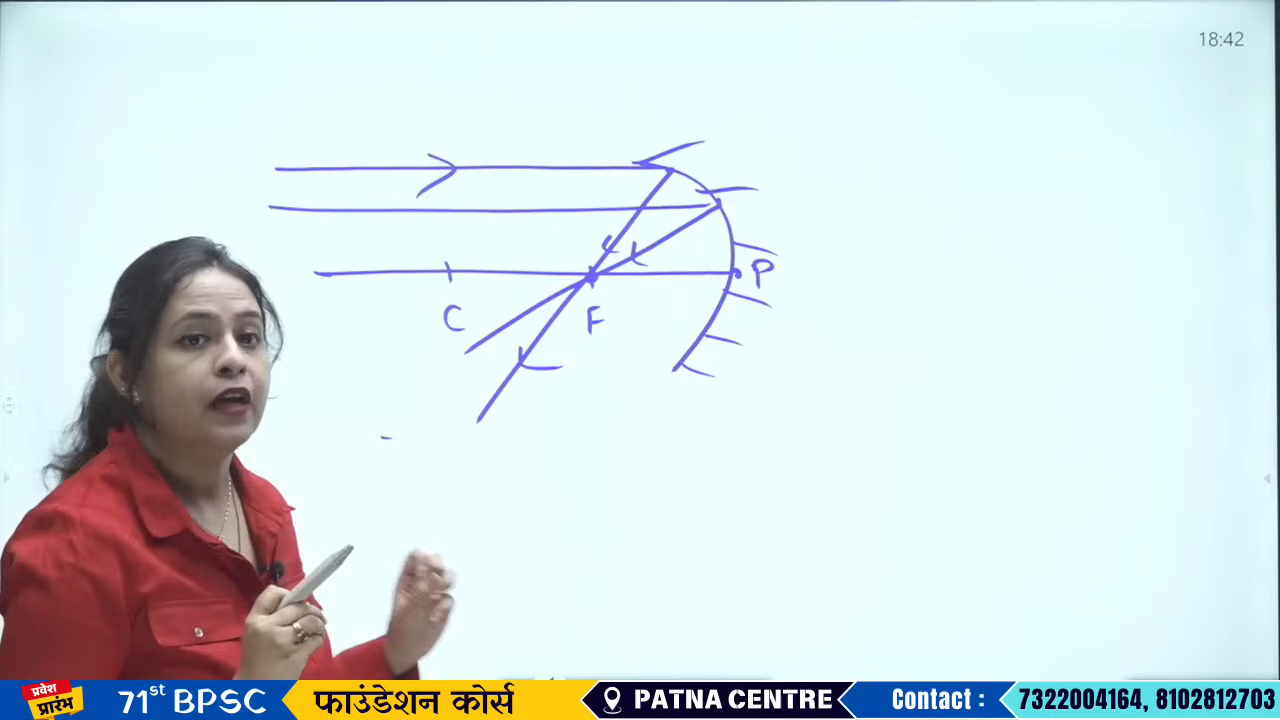 18:42
P
C
F
प्रवेश
प्रारंभ
71st BPSC
फाउंडेशन कोर्स
PATNA CENTRE
Contact :
7322004164, 8102812703